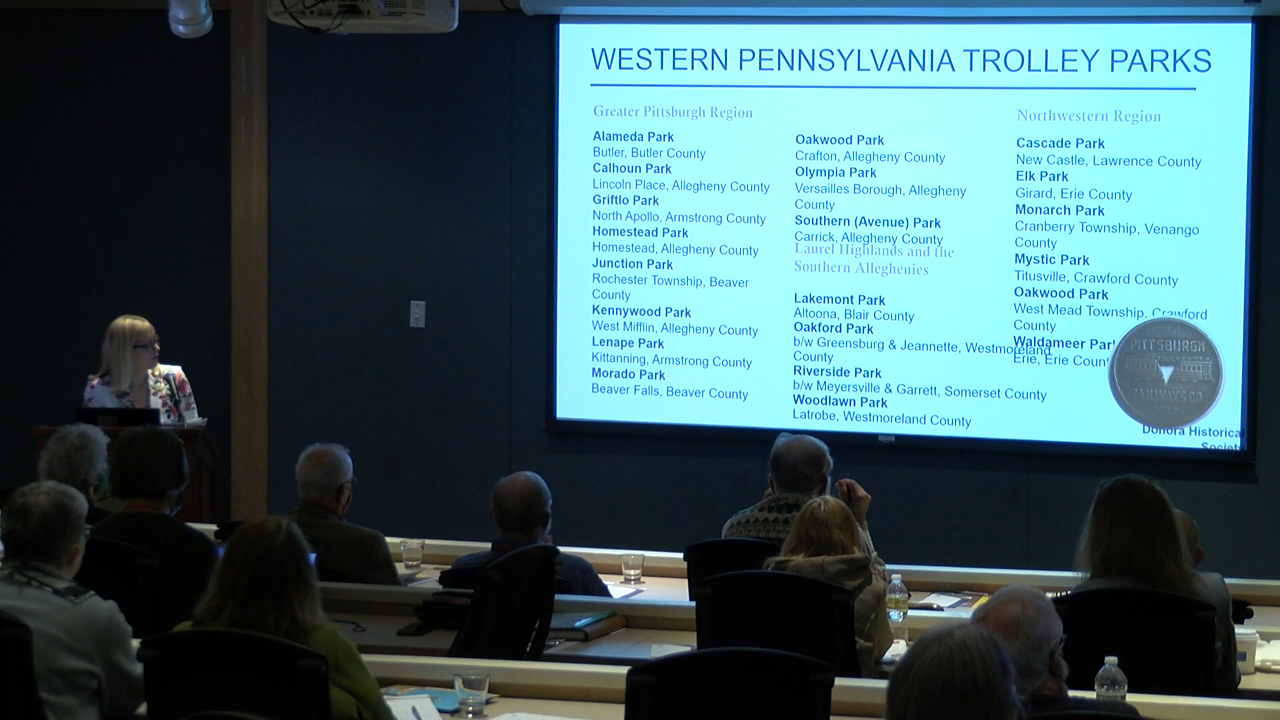 WESTERN PENNSYLVANIA TROLLEY PARKS
Greater Pittsburgh Region
Alameda Park
Butler, Butler County
Calhoun Park
Lincoln Place, Allegheny County
Griftlo Park
North Apollo, Armstrong County
Homestead Park
Homestead, Allegheny County
Junction Park
Rochester Township, Beaver
County
Kennywood Park
West Mifflin, Allegheny County
Lenape Park
Kittanning, Armstrong County
Morado Park
Beaver Falls, Beaver County
Oakwood Park
Crafton, Allegheny County
Olympia Park
Versailles Borough, Allegheny
County
Southern (Avenue) Park
Carrick, Allegheny County
Laurel Highlands and the
Southern Alleghenies
Lakemont Park
Altoona, Blair County
Oakford Park
b/w Greensburg & Jeannette, Westmoreland
County
Riverside Park
b/w Meyersville & Garrett, Somerset County
Woodlawn Park
Latrobe, Westmoreland County
Northwestern Region
Cascade Park
New Castle, Lawrence County
Elk Park
Girard, Erie County
Monarch Park
Cranberry Township, Venango
County
Mystic Park
Titusville, Crawford County
Oakwood Park
West Mead Township, Crawford
County
Waldameer Park
Erie, Erie County
PITTSBURGH
RAILWAYS CO
Donora Historical
Society